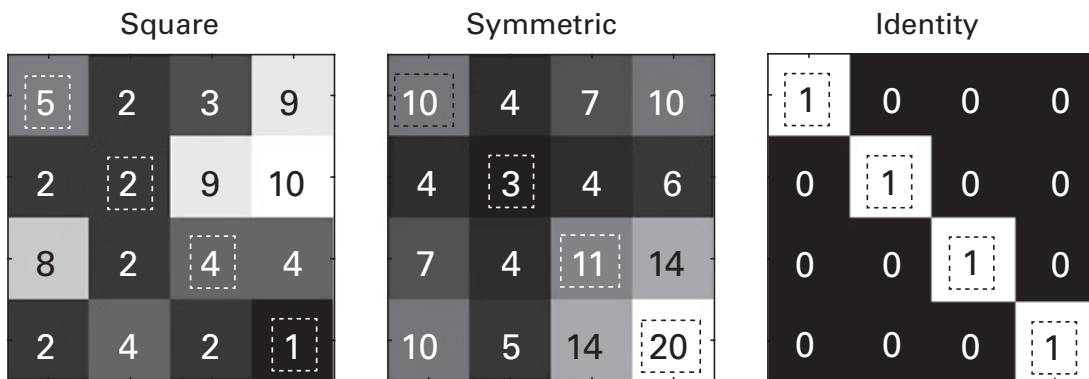 Square Symmetric Identity
5 2 3 9 10 4 7 10 1 0 0 0
2 2 9 10 4 3 4 6 0 1 0 0
8 2 4 4 7 4 11 14 0 0 1 0
2 4 2 1 10 5 14 20 0 0 0 1